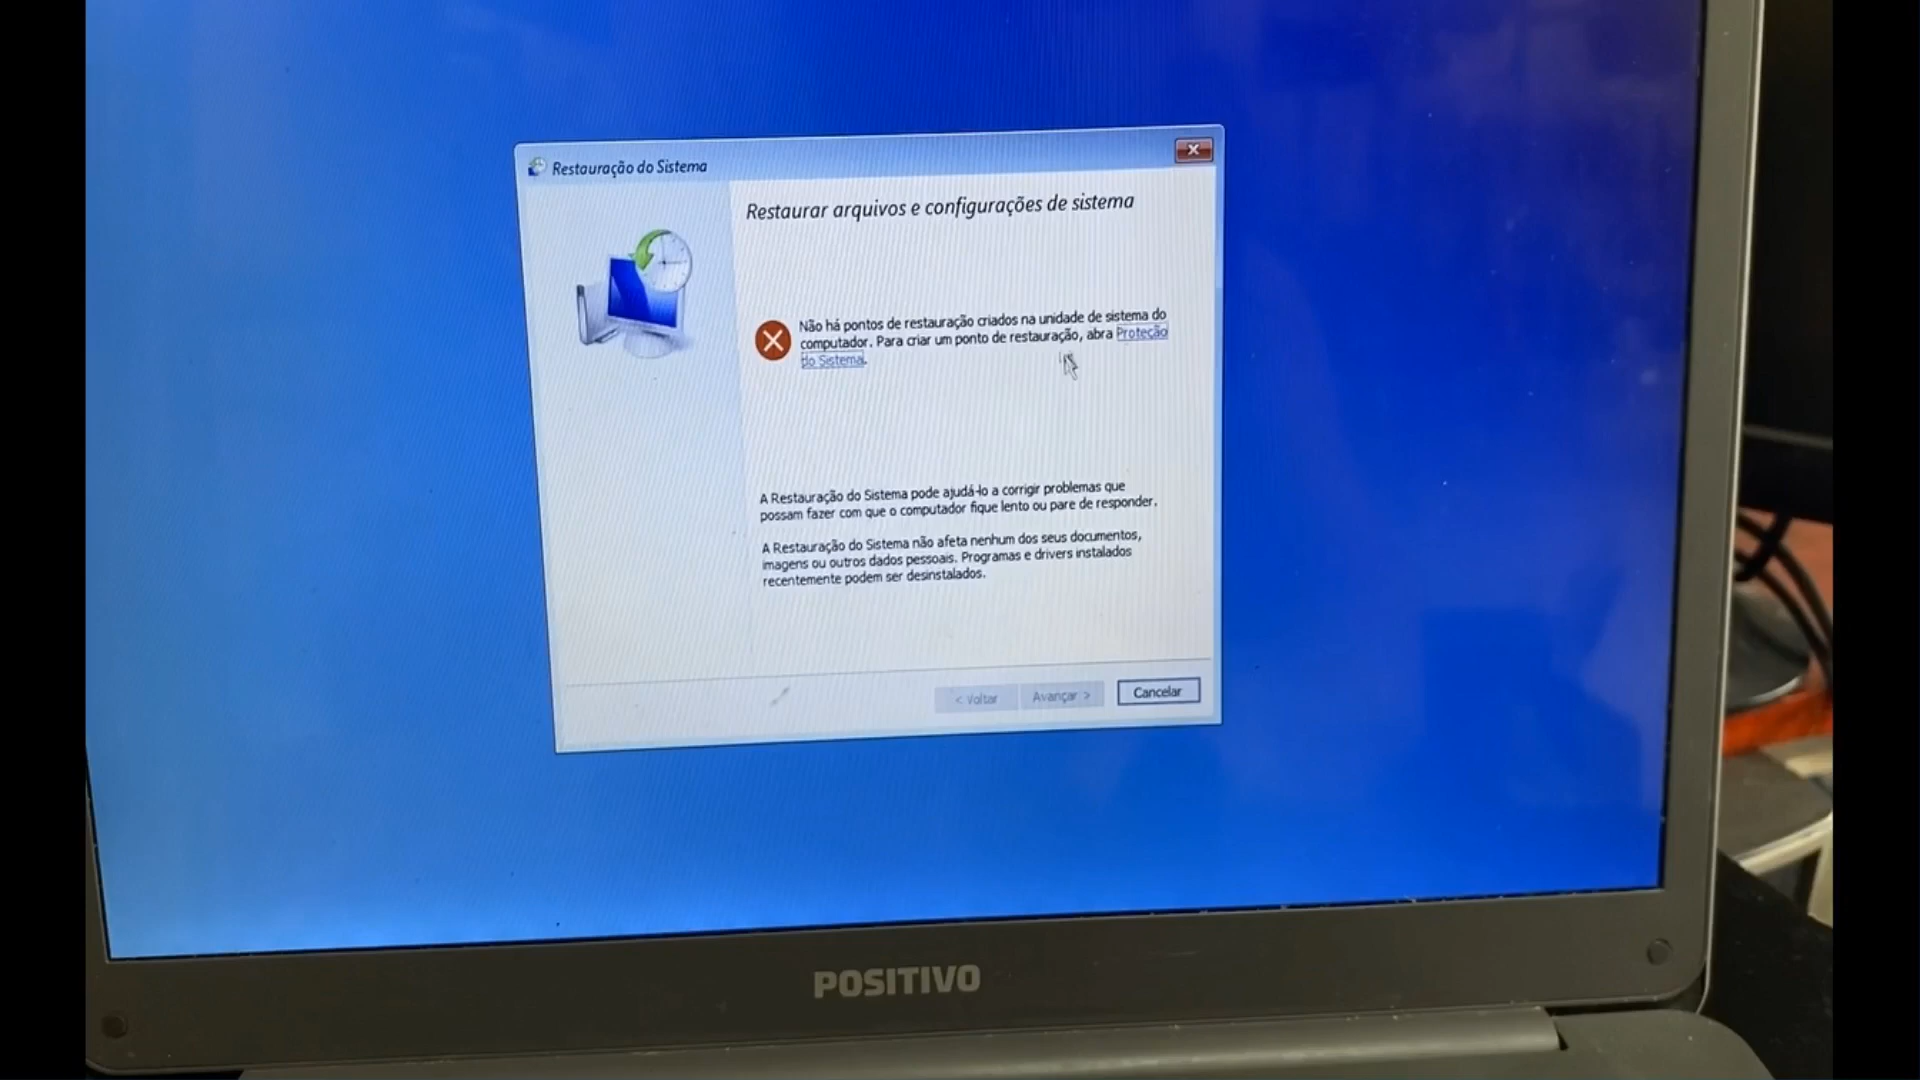 Restauração do Sistema
Restaurar arquivos e configurações de sistema
Não há pontos de restauração criados na unidade de sistema do
computador. Para criar um ponto de restauração, abra Proteção
do Sistema.
A Restauração do Sistema pode ajudá-lo a corrigir problemas que
possam fazer com que o computador fique lento ou pare de responder.
A Restauração do Sistema não afeta nenhum dos seus documentos,
imagens ou outros dados pessoais. Programas e drivers instalados
recentemente podem ser desinstalados.
< Voltar Avançar > Cancelar
POSITIVO